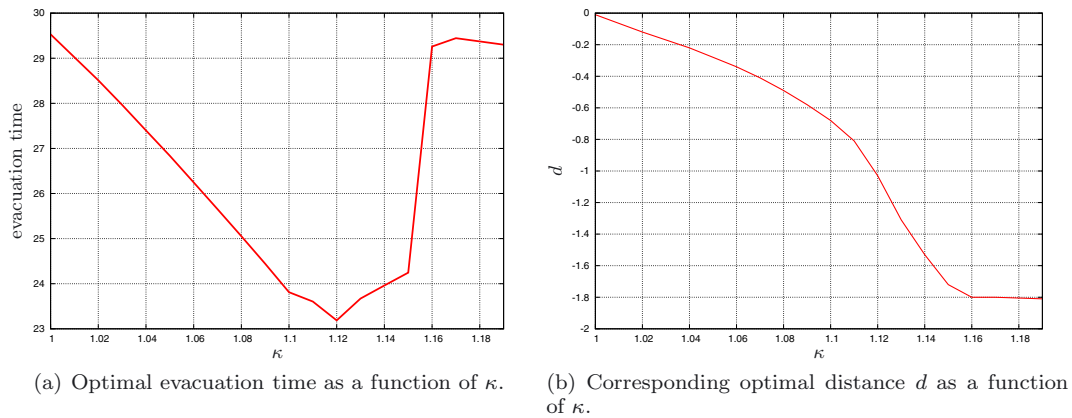 30
29
28
27
26
25
24
23
evacuation time
1 1.02 1.04 1.06 1.08 1.1 1.12 1.14 1.16 1.18
κ
(a) Optimal evacuation time as a function of κ.
0
-0.2
-0.4
-0.6
-0.8
-1
-1.2
-1.4
-1.6
-1.8
-2
d
1 1.02 1.04 1.06 1.08 1.1 1.12 1.14 1.16 1.18
κ
(b) Corresponding optimal distance d as a function
of κ.